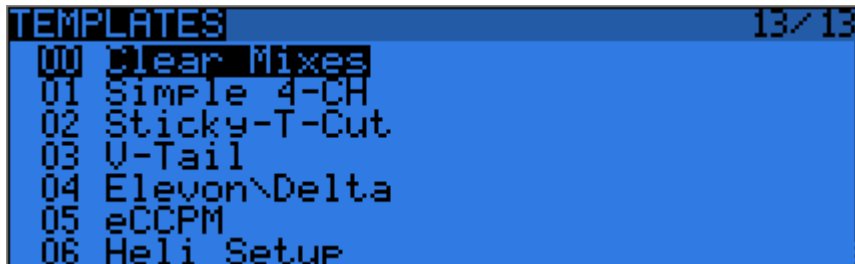 TEMPLATES 13/13
00 Clear Mixes
01 Simple 4-CH
02 Sticky-T-Cut
03 V-Tail
04 Elevon\Delta
05 eCCPM
06 Heli Setup